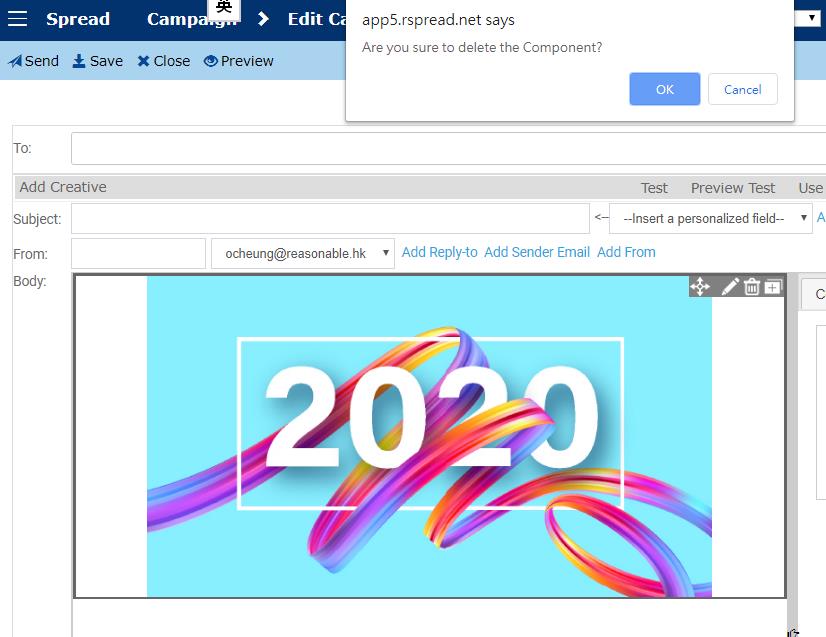 英
Spread Campaign Edit Ca
app5.rspread.net says
Are you sure to delete the Component?
OK Cancel
Send Save Close Preview
To:
Add Creative Test Preview Test Use
Subject: <-- --Insert a personalized field-- A
From: ocheung@reasonable.hk Add Reply-to Add Sender Email Add From
Body:
C
2020